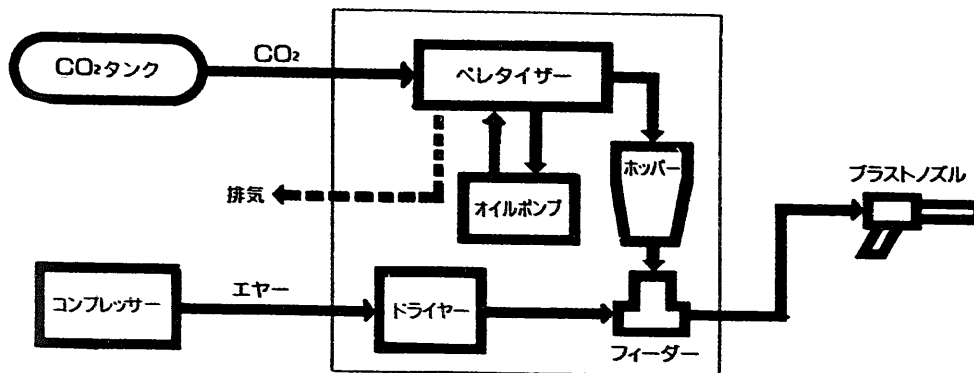 CO₂タンク
CO₂
ペレタイザー
ホッパー
ブラストノズル
排気
オイルポンプ
コンプレッサー
エヤー
ドライヤー
フィーダー